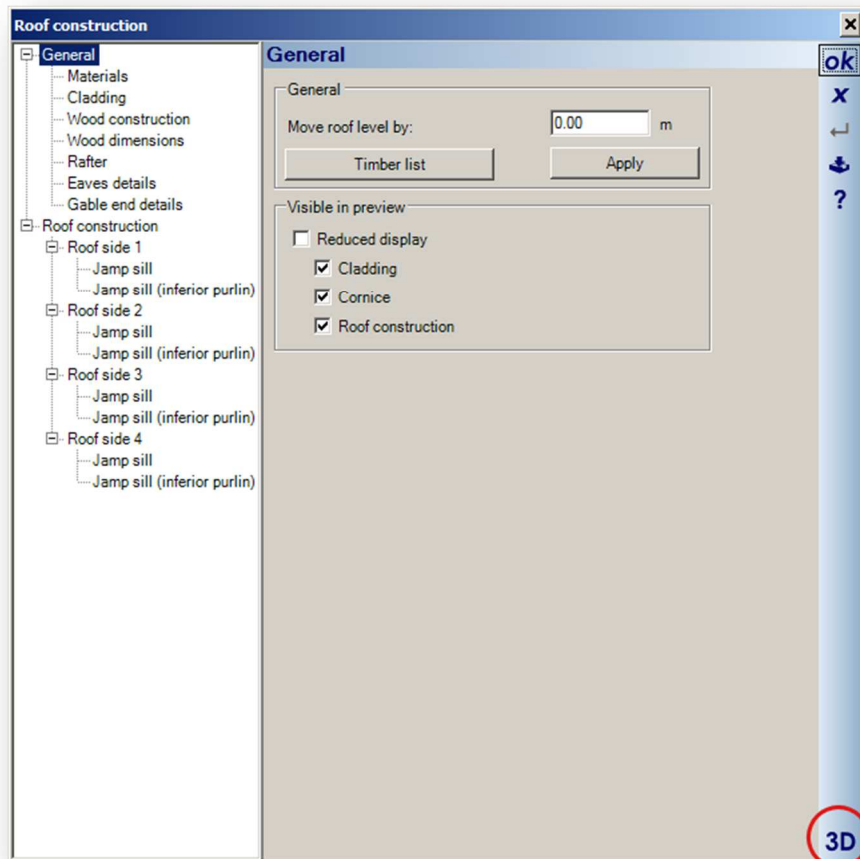 Roof construction
General
Materials
Cladding
Wood construction
Wood dimensions
Rafter
Eaves details
Gable end details
Roof construction
Roof side 1
Jamp sill
Jamp sill (inferior purlin)
Roof side 2
Jamp sill
Jamp sill (inferior purlin)
Roof side 3
Jamp sill
Jamp sill (inferior purlin)
Roof side 4
Jamp sill
Jamp sill (inferior purlin)
General
General
Move roof level by: 0.00 m
Timber list Apply
Visible in preview
Reduced display
Cladding
Cornice
Roof construction
ok
x
?
3D